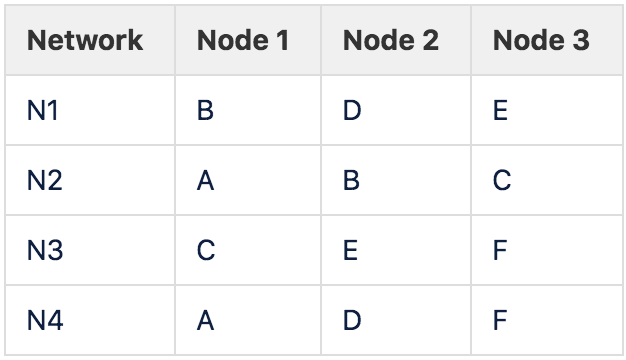 Network Node 1 Node 2 Node 3
N1 B D E
N2 A B C
N3 C E F
N4 A D F